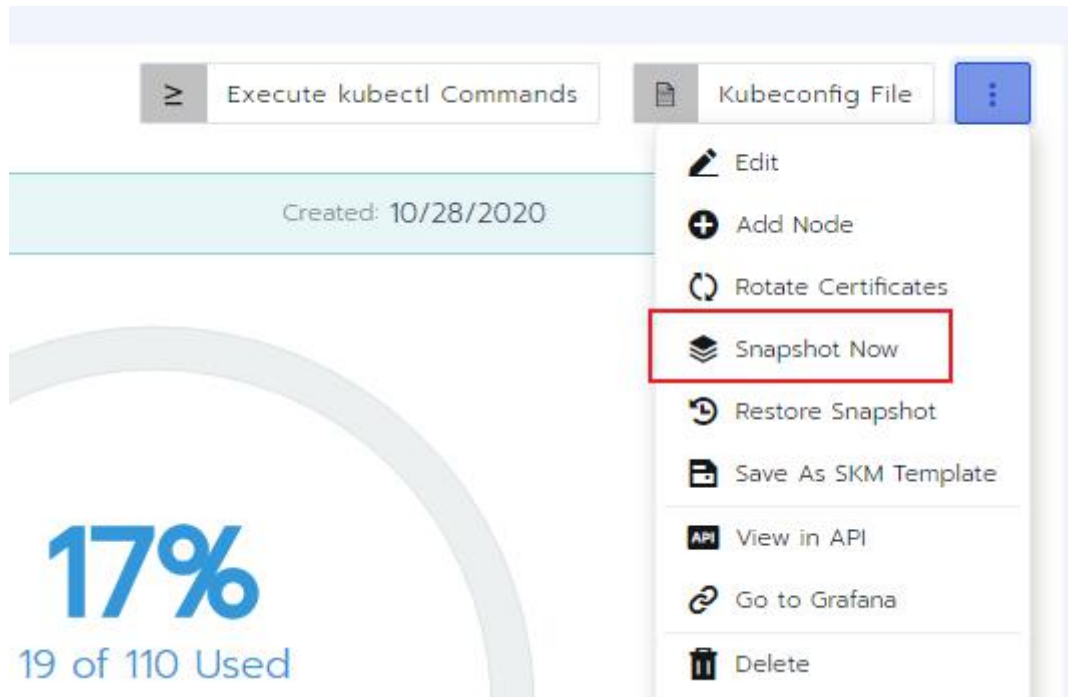 ≥ Execute kubectl Commands
Kubeconfig File
Edit
Created: 10/28/2020
Add Node
Rotate Certificates
Snapshot Now
Restore Snapshot
Save As SKM Template
API View in API
17%
Go to Grafana
19 of 110 Used
Delete